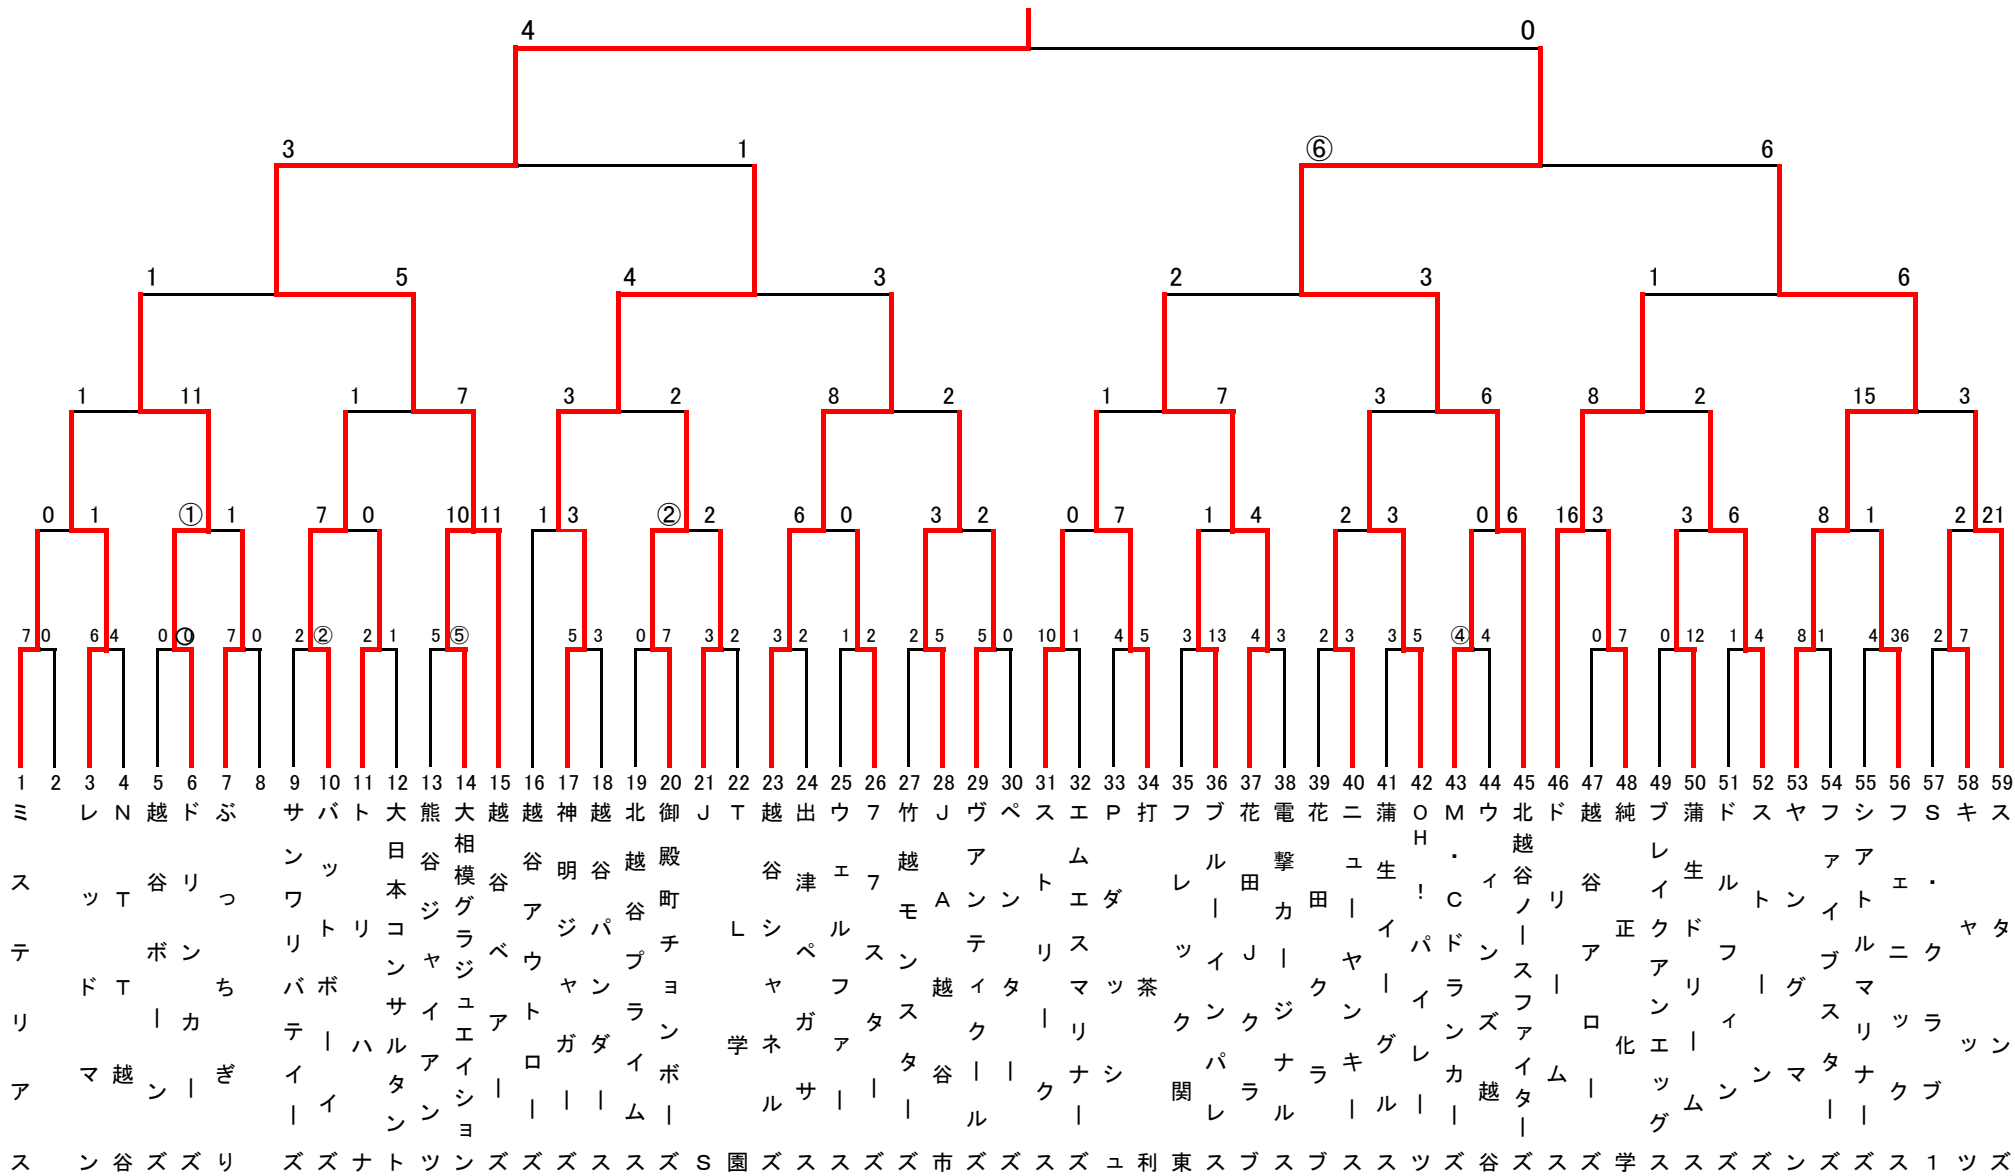 4 0
3 1 ⑥ 6
1 5 4 3 2 3 1 6
1 11 1 7 3 2 8 2 1 7 3 6 8 2 15 3
0 1 ① 1 7 0 10 11 1 3 ② 2 6 0 3 2 0 7 1 4 2 3 0 6 16 3 3 6 8 1 2 21
7 0 6 4 0 0 7 0 2 ② 2 1 5 ⑤ 5 3 0 7 3 2 3 2 1 2 2 5 5 0 10 1 4 5 3 13 4 3 2 3 3 5 ④ 4 0 7 0 12 1 4 8 1 4 36 2 7
1 ミステリアス
2
3 レッドマン
4 NTT越谷
5 越谷ボーンズ
6 ドリンカーズ
7 ぶっちぎり
8
9 サンワリバティーズ
10 バットボーイズ
11 トリハナ
12 大日本コンサルタント
13 熊谷ジャイアンツ
14 大相模グラジュエイション
15 越谷ベアーズ
16 越谷アウトローズ
17 神明ジャガーズ
18 越谷パンダース
19 北越谷プライムス
20 御殿町チョンボーズ
21 JS
22 TL学園
23 越谷シャネルズ
24 出津ペガサス
25 ウェルファース
26 77スターズ
27 竹越モンスターズ
28 JA越谷市
29 ヴアンティクールズ
30 ペンターズ
31 ストリークス
32 エムエスマリナーズ
33 Pダッシュ
34 打茶利
35 フレック関東
36 ブルーインパレス
37 花田Jクラブ
38 電撃カージナルス
39 花田クラブ
40 ニューヤンキース
41 蒲生イーグルス
42 OH!パイレーツ
43 M・Cドランカーズ
44 ウィンズ越谷
45 北越谷ノースファイターズ
46 ドリームス
47 越谷アローズ
48 純正化学
49 ブレイクアンエッグス
50 蒲生ドリームス
51 ドルフィンズ
52 ストーンズ
53 ヤングマン
54 ファイブスターズ
55 シアトルマリナーズ
56 フェニックス
57 S・クラブ1
58 キャッツ
59 スタンズ